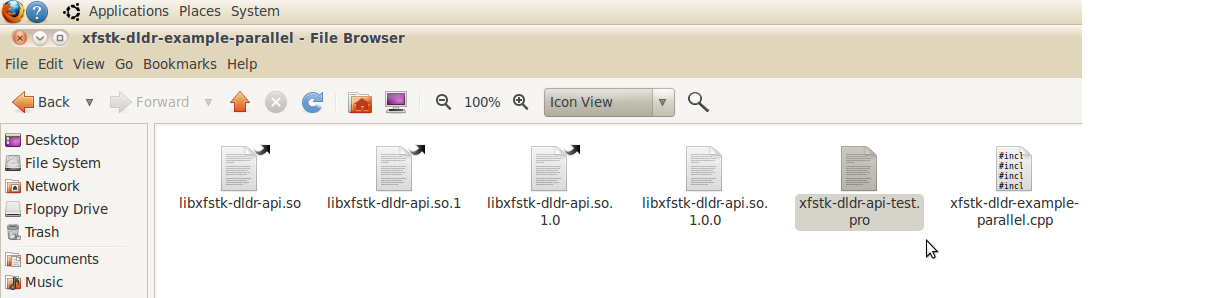 Applications Places System
xfstk-dldr-example-parallel - File Browser
File Edit View Go Bookmarks Help
Back Forward 100% Icon View
Desktop
File System
Network
Floppy Drive
Trash
Documents
Music
libxfstk-dldr-api.so
libxfstk-dldr-api.so.1
libxfstk-dldr-api.so.
1.0
libxfstk-dldr-api.so.
1.0.0
xfstk-dldr-api-test.
pro
#incl
#incl
#incl
#incl
xfstk-dldr-example-
parallel.cpp